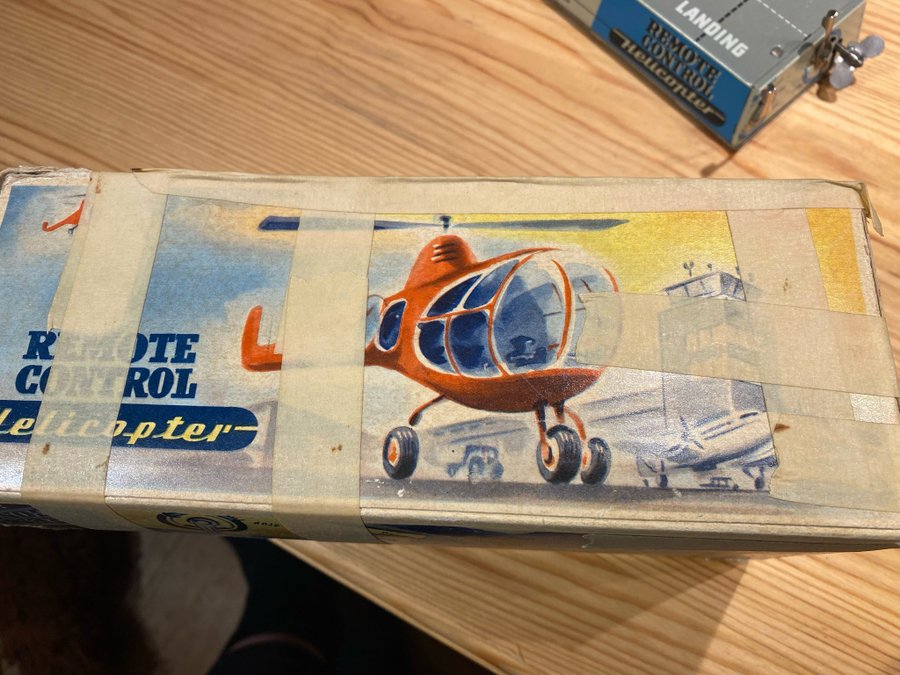 LANDING
REMOTE
CONTROL
Helicopter
REMOTE
CONTROL
Helicopter